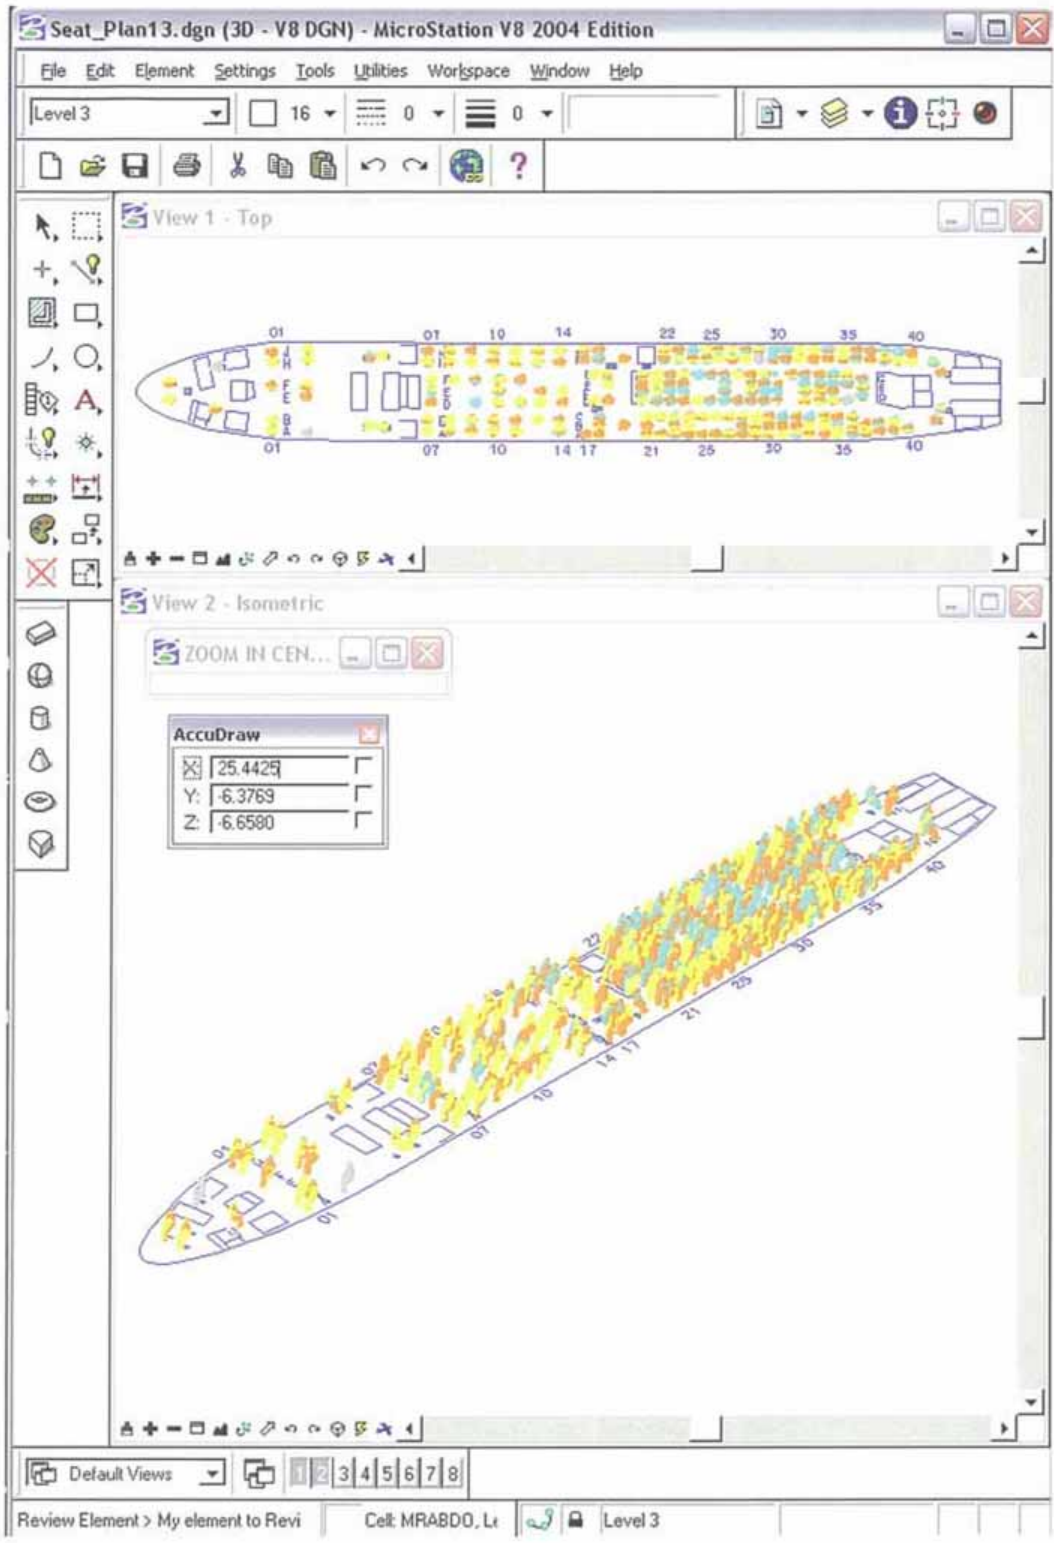 Seat_Plan13.dgn (3D - V8 DGN) - MicroStation V8 2004 Edition
File Edit Element Settings Tools Utilities Workspace Window Help
Level 3 16 0 0
View 1 - Top
01 07 10 14 22 25 30 35 40
J H
F E
B A
01 07 10 14 17 21 25 30 35 40
View 2 - Isometric
ZOOM IN CEN...
AccuDraw
X: 25.4425
Y: -6.3769
Z: -6.6580
22
40
35
30
25
21
14 17
10
07
07
01
01
Default Views 1 2 3 4 5 6 7 8
Review Element > My element to Revi Cell: MRABDO, Le Level 3